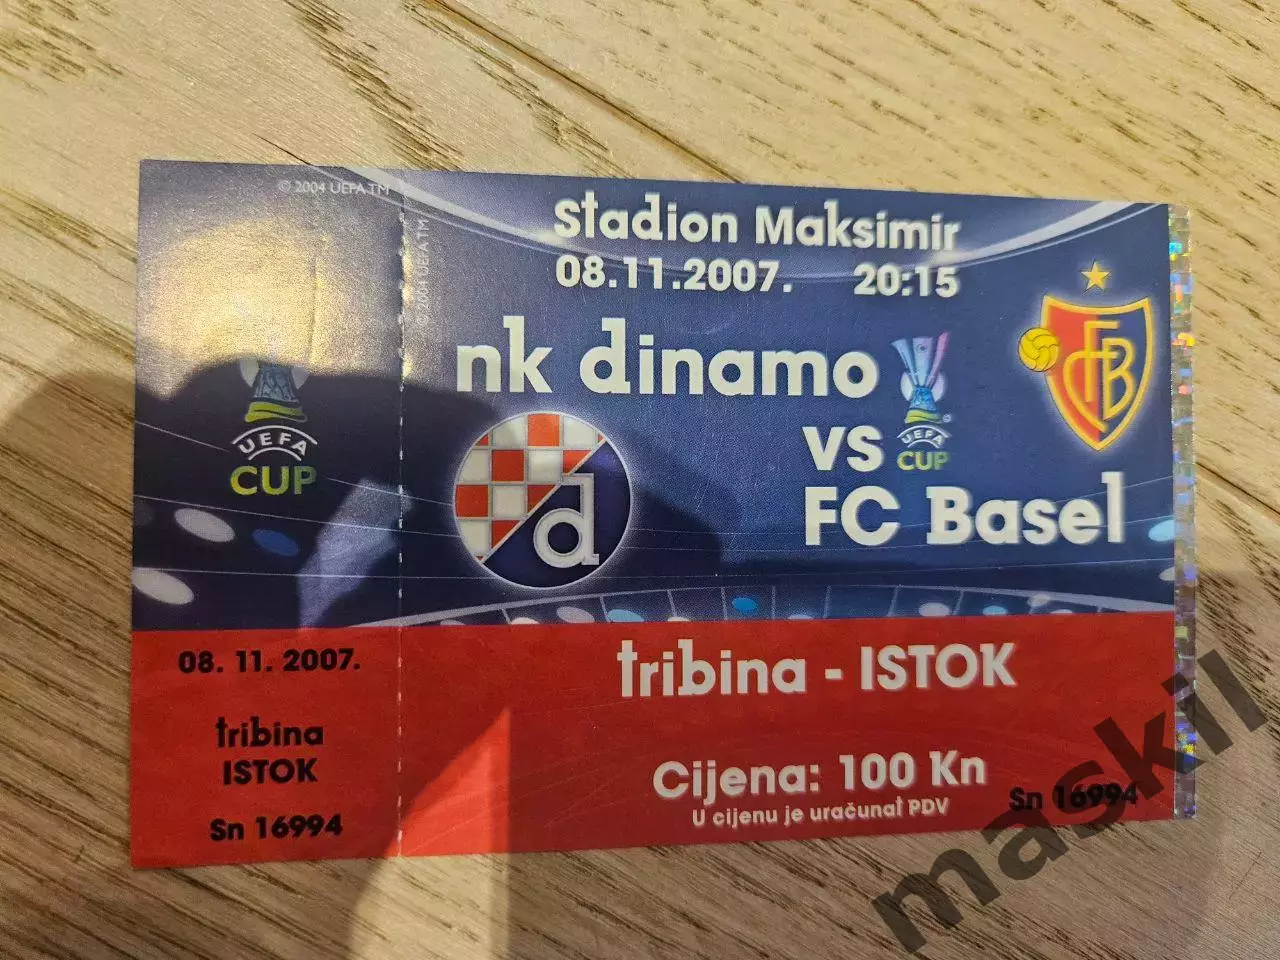 © 2004 UEFA TM
UEFA
CUP
08. 11. 2007.
tribina
ISTOK
Sn 16994
© 2004 UEFA TM
stadion Maksimir
08.11.2007. 20:15
nk dinamo
vs
FC Basel
UEFA
CUP
FCB
d
tribina - ISTOK
Cijena: 100 Kn
U cijenu je uračunat PDV
Sn 16994
maskil